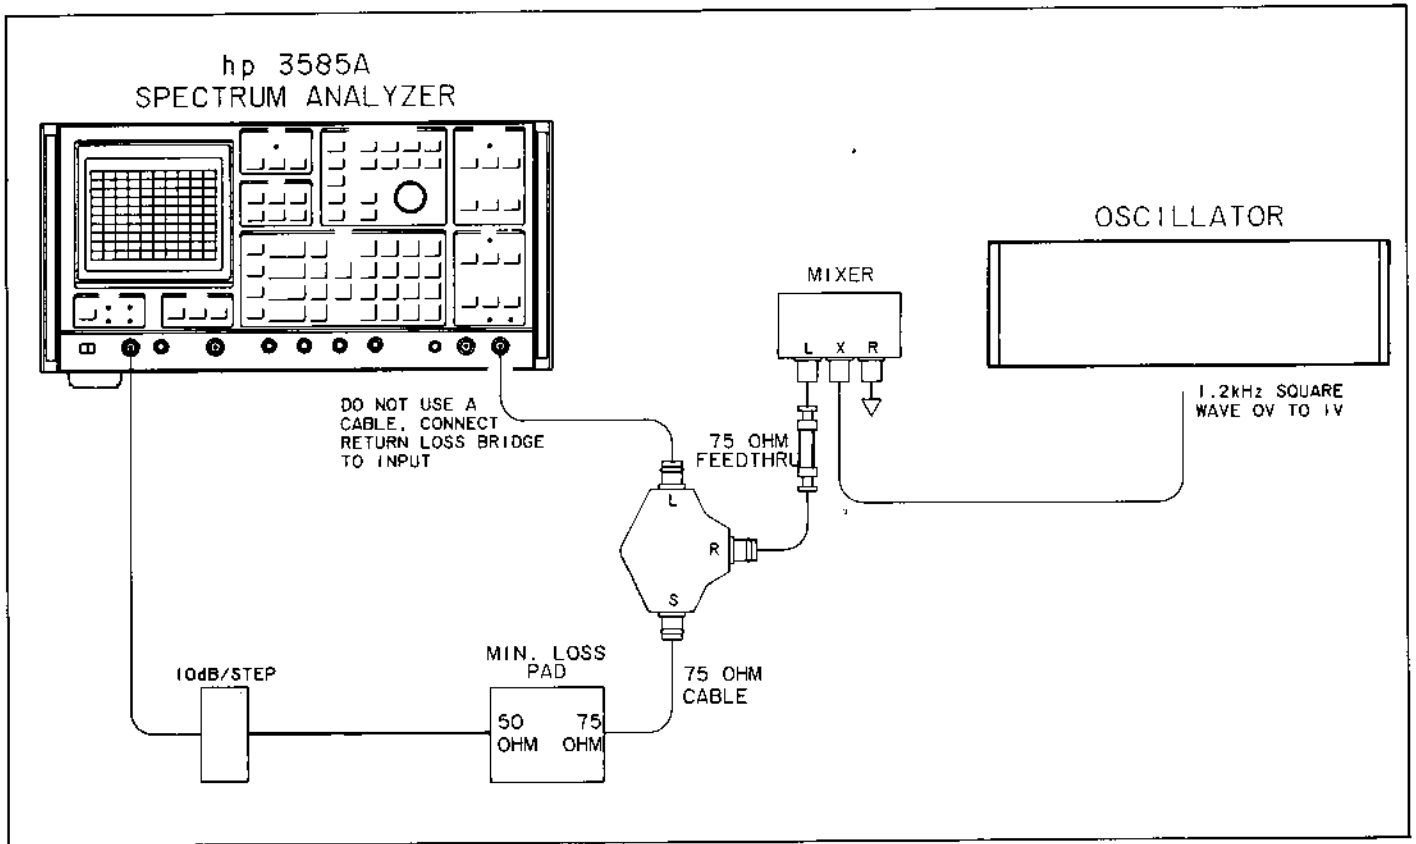 hp 3585A
SPECTRUM ANALYZER
OSCILLATOR
MIXER
L X R
1.2kHz SQUARE
WAVE 0V TO 1V
DO NOT USE A
CABLE, CONNECT
RETURN LOSS BRIDGE
TO INPUT
75 OHM
FEEDTHRU
L
R
S
MIN. LOSS
PAD
75 OHM
CABLE
10dB/STEP
50 75
OHM OHM